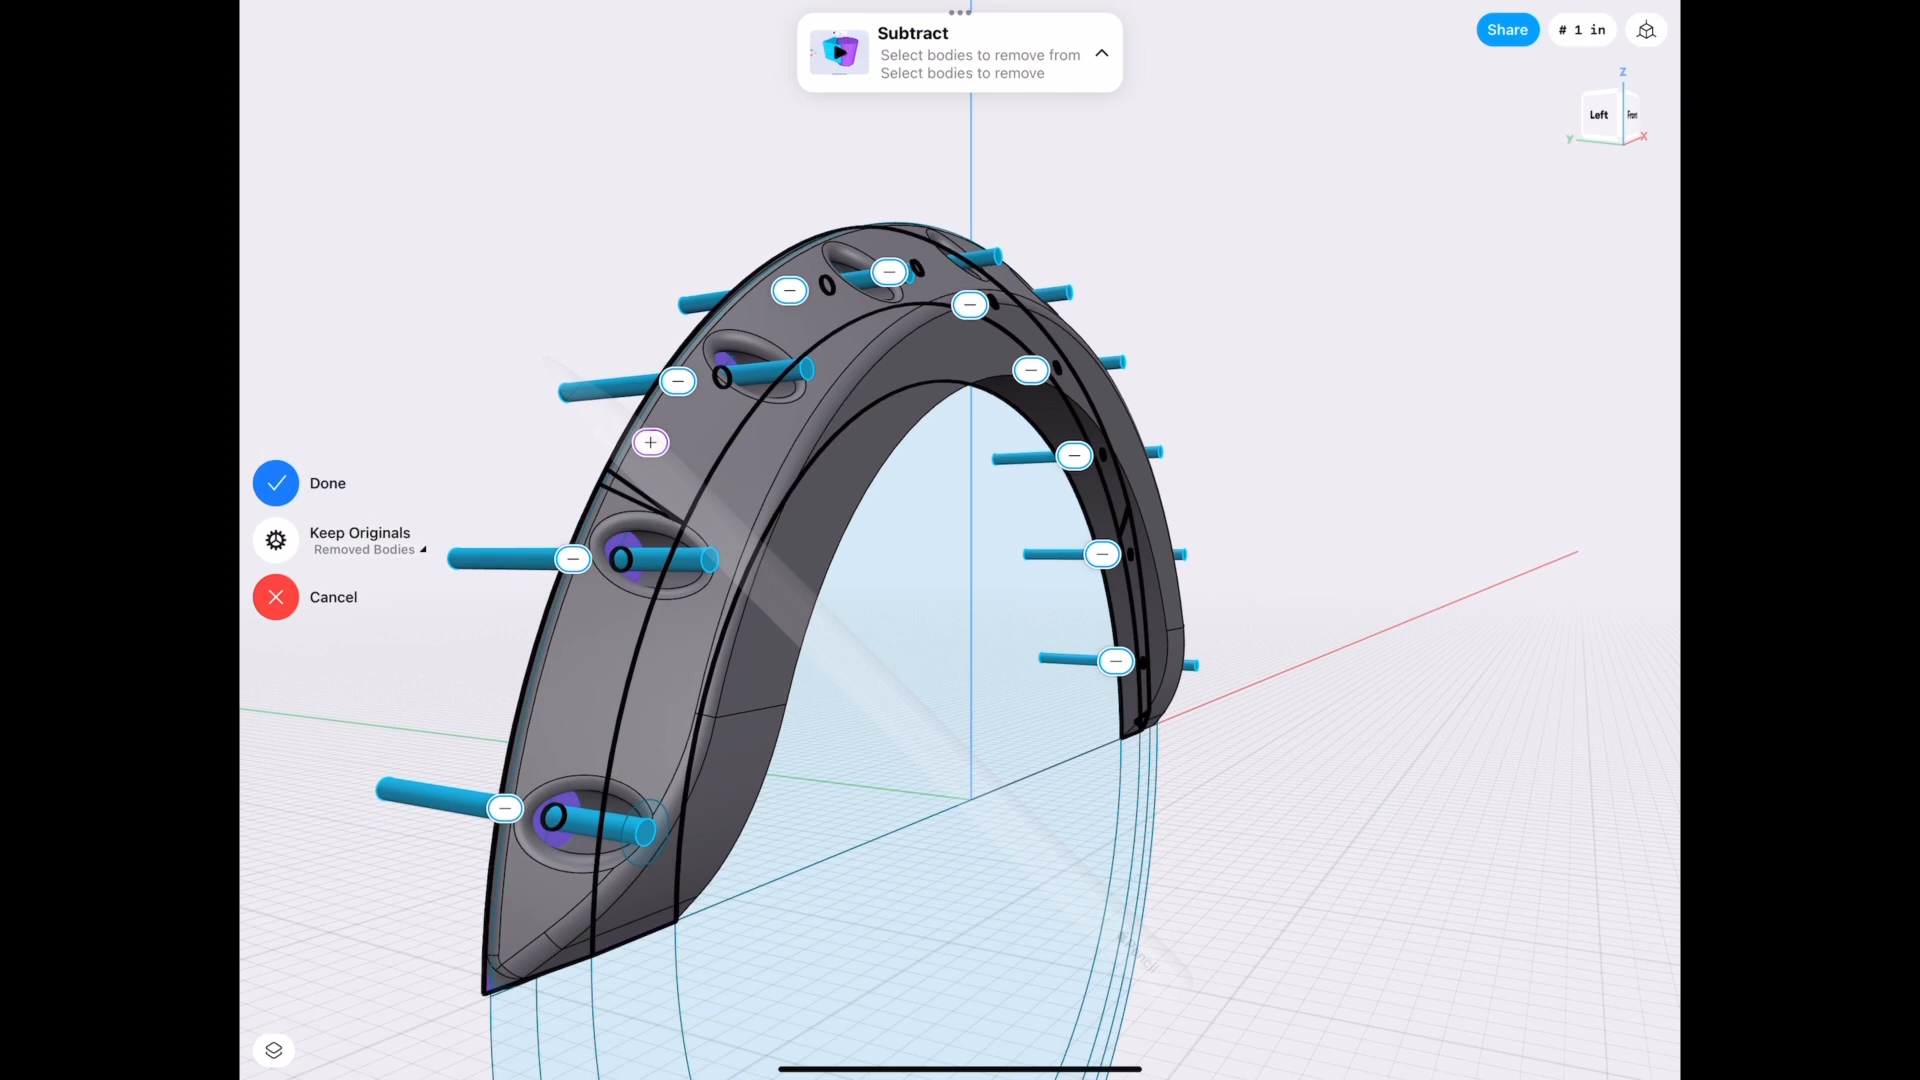 Subtract
Select bodies to remove from
Select bodies to remove
Share
# 1 in
Z
Left
Front
Y
X
Done
Keep Originals
Removed Bodies
Cancel